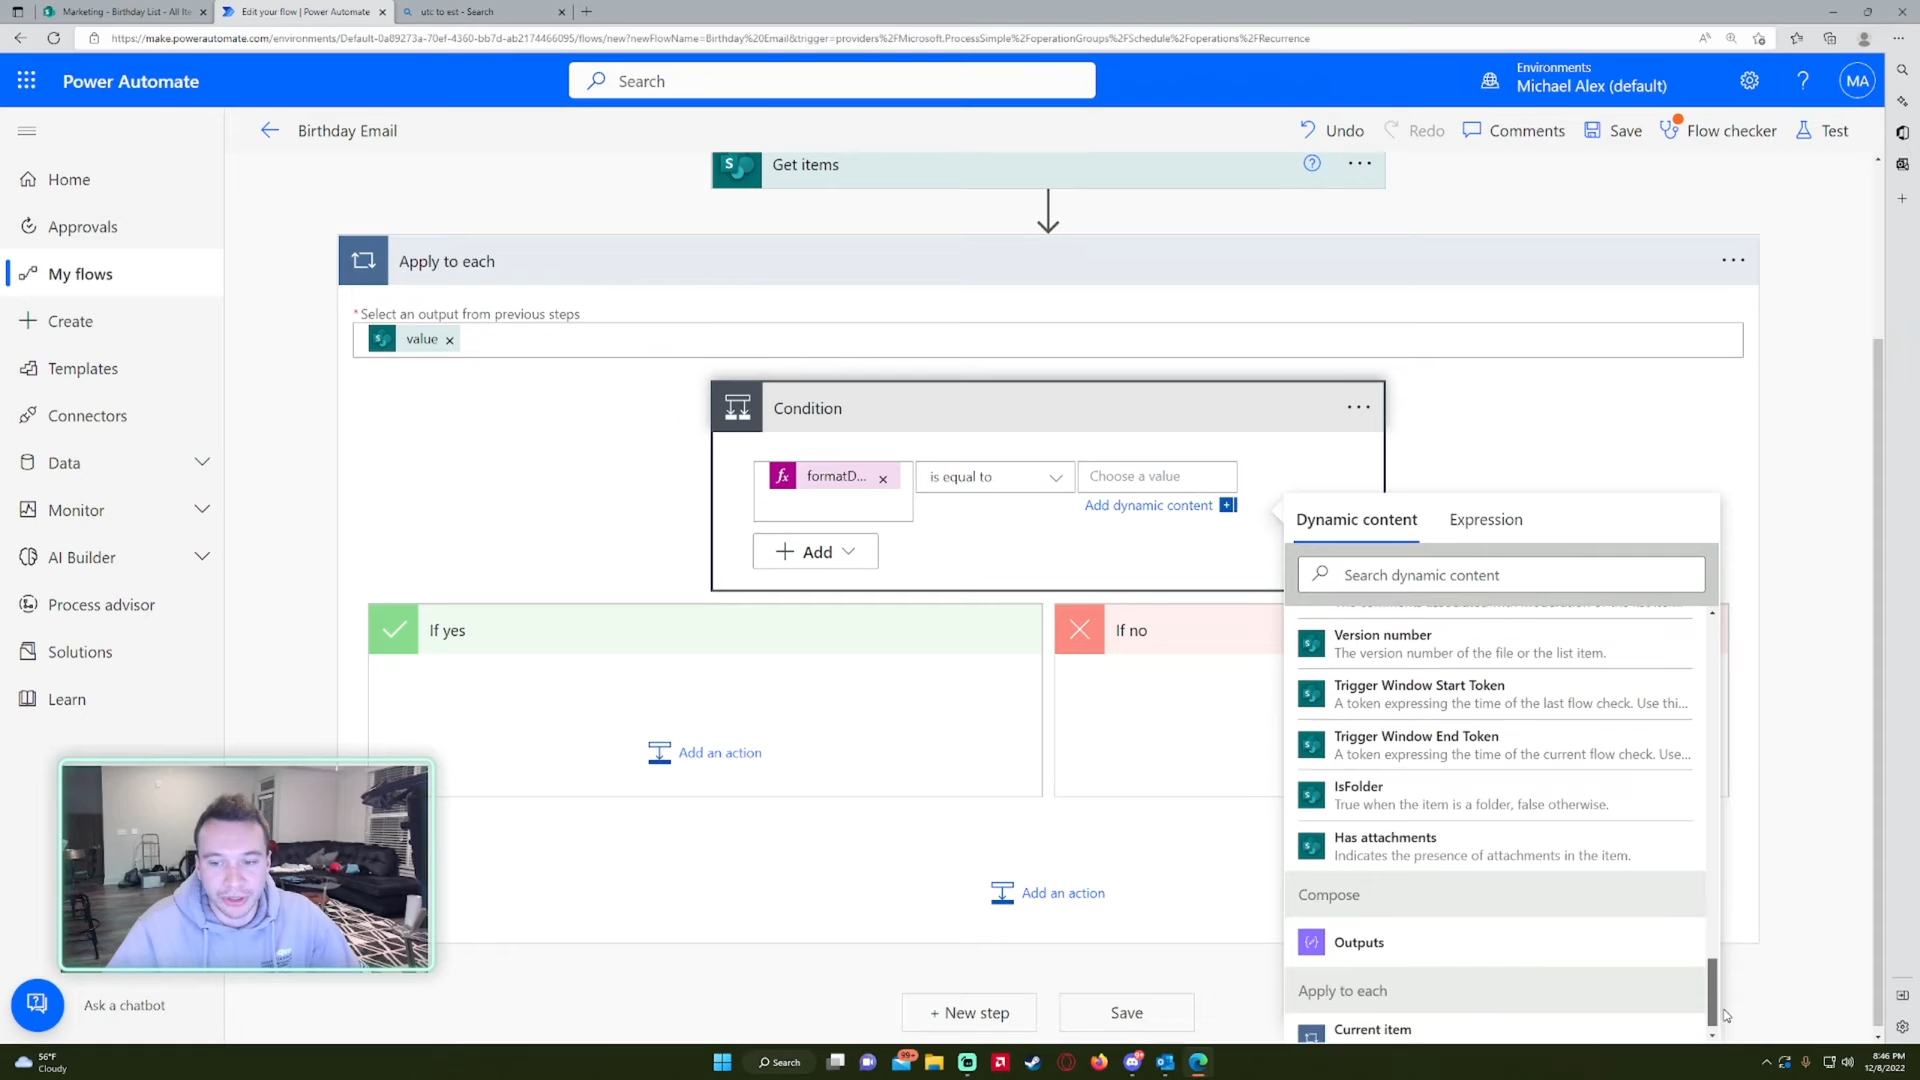 Marketing - Birthday List - All Ite
Edit your flow | Power Automate
utc to est - Search
https://make.powerautomate.com/environments/Default-0a89273a-70ef-4360-bb7d-ab2174466095/flows/new?newFlowName=Birthday%20Email&trigger=providers%2FMicrosoft.ProcessSimple%2FoperationGroups%2FSchedule%2Foperations%2FRecurrence
Power Automate
Search
Environments
Michael Alex (default)
MA
Birthday Email
Undo
Redo
Comments
Save
Flow checker
Test
Home
Approvals
My flows
Create
Templates
Connectors
Data
Monitor
AI Builder
Process advisor
Solutions
Learn
Ask a chatbot
Get items
Apply to each
*Select an output from previous steps
value
Condition
formatD...
is equal to
Choose a value
Add dynamic content
Add
If yes
Add an action
If no
Add an action
+ New step
Save
Dynamic content
Expression
Search dynamic content
Version number
The version number of the file or the list item.
Trigger Window Start Token
A token expressing the time of the last flow check. Use thi...
Trigger Window End Token
A token expressing the time of the current flow check. Use...
IsFolder
True when the item is a folder, false otherwise.
Has attachments
Indicates the presence of attachments in the item.
Compose
Outputs
Apply to each
Current item
56°F
Cloudy
Search
99+
8:46 PM
12/8/2022